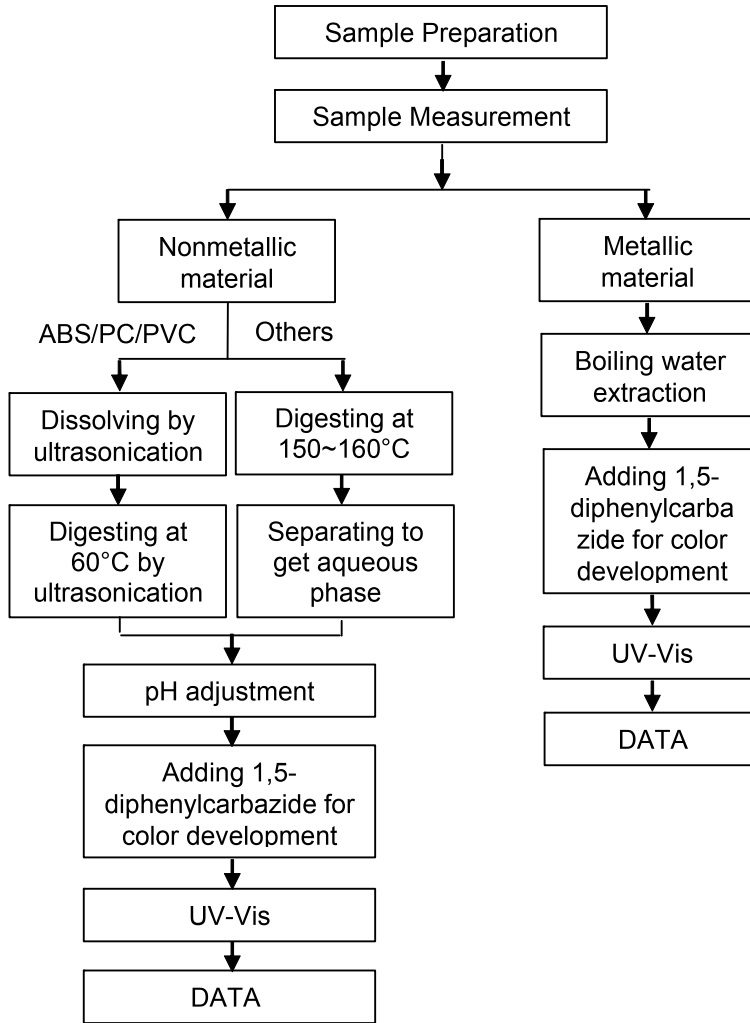 Sample Preparation
Sample Measurement
Nonmetallic
material
Metallic
material
ABS/PC/PVC
Others
Boiling water
extraction
Dissolving by
ultrasonication
Digesting at
150~160°C
Adding 1,5-
diphenylcarba
zide for color
development
Digesting at
60°C by
ultrasonication
Separating to
get aqueous
phase
UV-Vis
pH adjustment
DATA
Adding 1,5-
diphenylcarbazide for
color development
UV-Vis
DATA